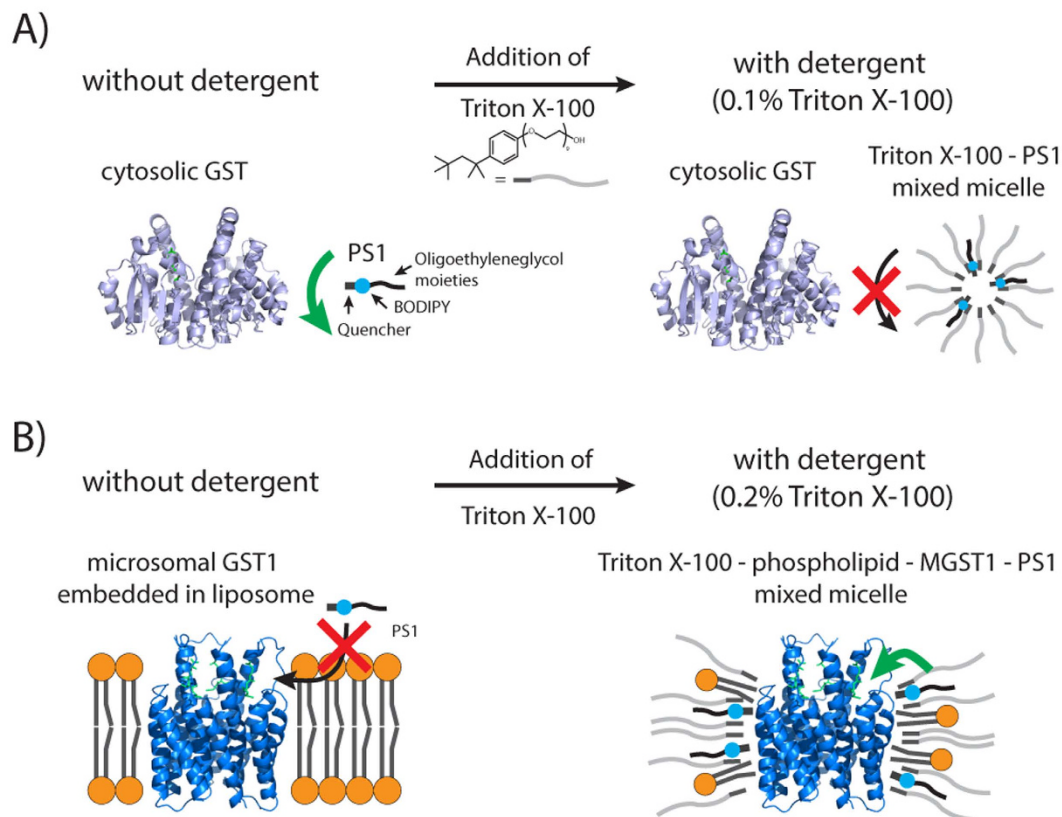 A)
without detergent
Addition of
Triton X-100
with detergent
(0.1% Triton X-100)
O
OH
9
=
cytosolic GST
PS1
Oligoethyleneglycol
moieties
BODIPY
Quencher
cytosolic GST
Triton X-100 - PS1
mixed micelle
B)
without detergent
Addition of
Triton X-100
with detergent
(0.2% Triton X-100)
microsomal GST1
embedded in liposome
PS1
Triton X-100 - phospholipid - MGST1 - PS1
mixed micelle